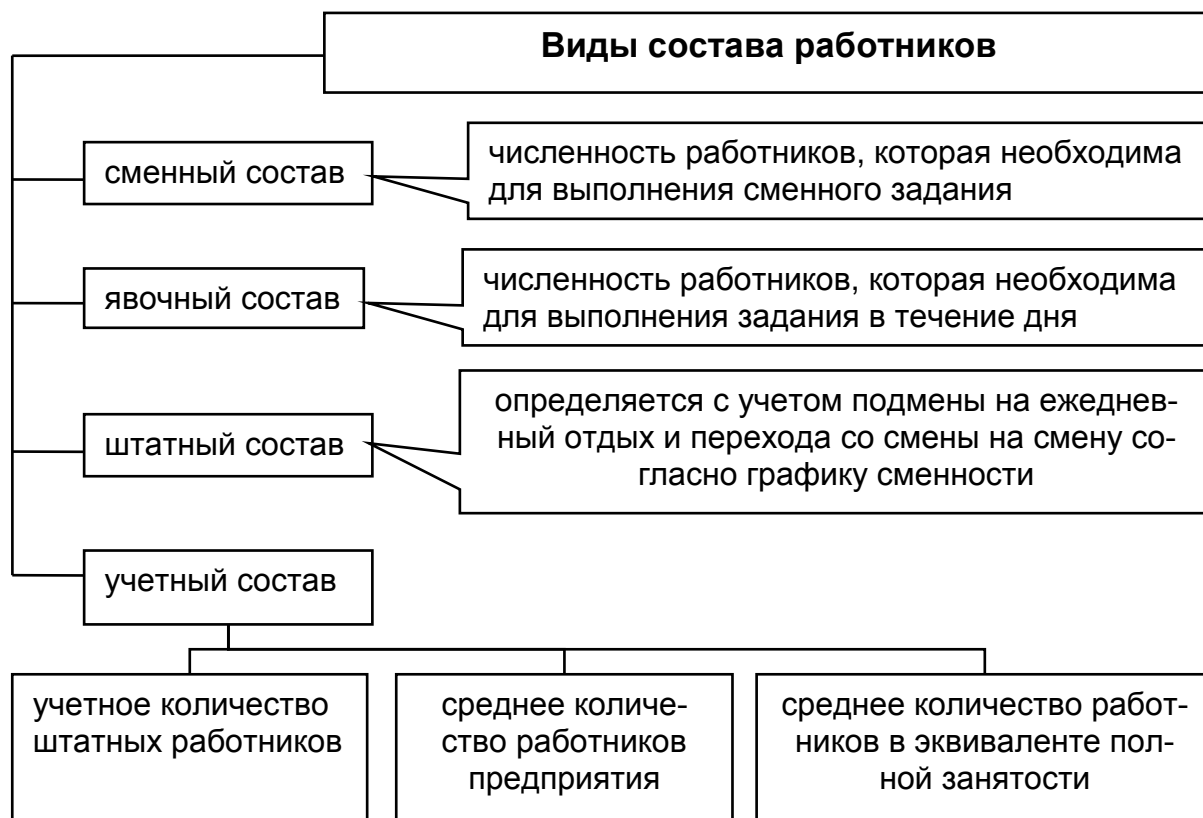 Виды состава работников
сменный состав
численность работников, которая необходима
для выполнения сменного задания
явочный состав
численность работников, которая необходима
для выполнения задания в течение дня
штатный состав
определяется с учетом подмены на ежеднев-
ный отдых и перехода со смены на смену со-
гласно графику сменности
учетный состав
учетное количество
штатных работников
среднее количе-
ство работников
предприятия
среднее количество работ-
ников в эквиваленте пол-
ной занятости